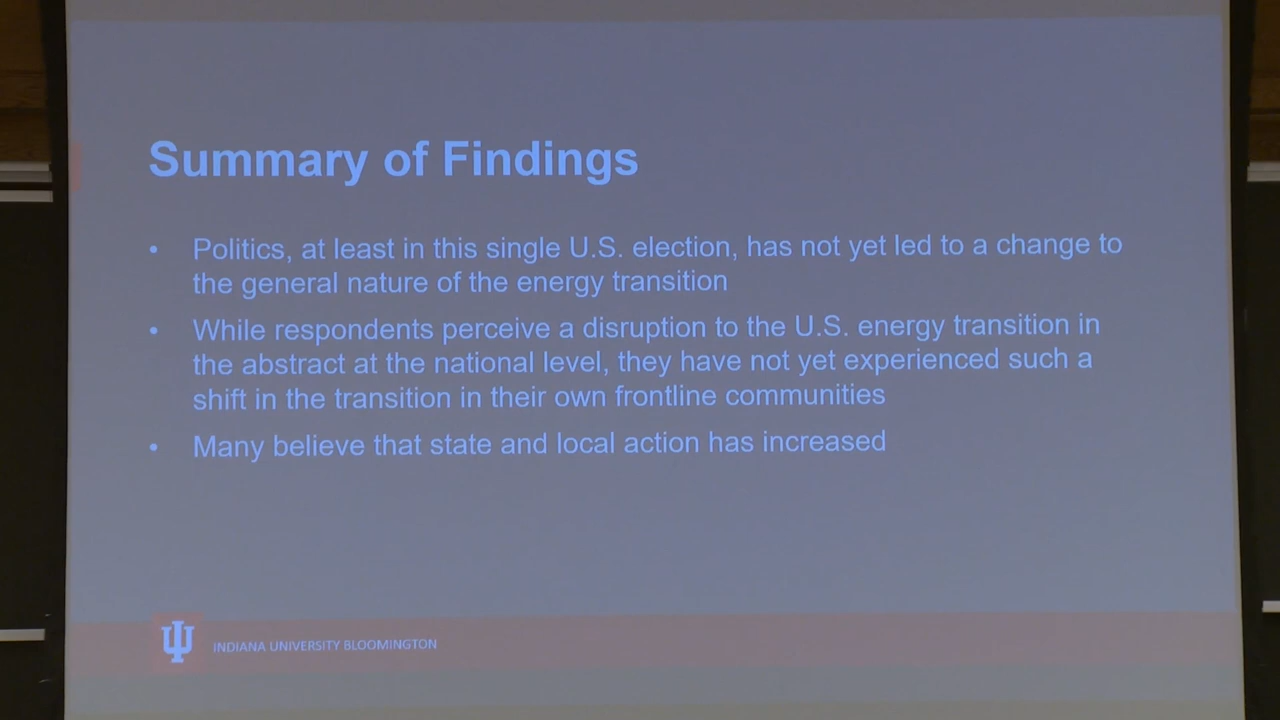 Summary of Findings
• Politics, at least in this single U.S. election, has not yet led to a change to
the general nature of the energy transition
• While respondents perceive a disruption to the U.S. energy transition in
the abstract at the national level, they have not yet experienced such a
shift in the transition in their own frontline communities
• Many believe that state and local action has increased
INDIANA UNIVERSITY BLOOMINGTON